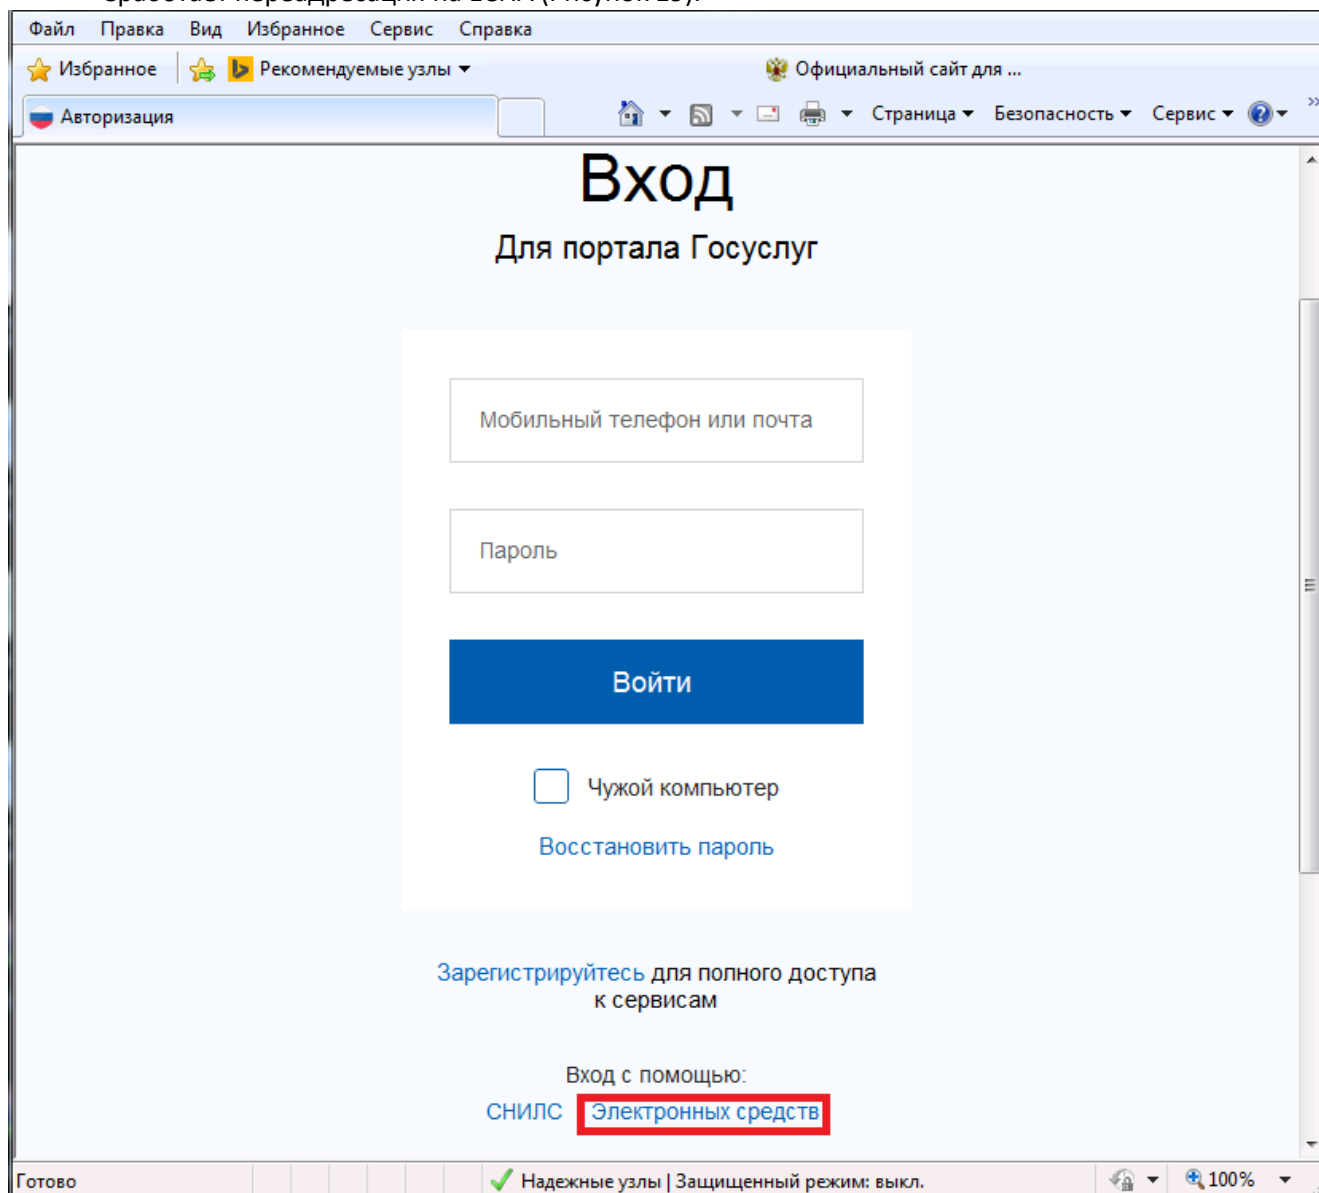 Файл Правка Вид Избранное Сервис Справка
Избранное Рекомендуемые узлы Официальный сайт для ...
Авторизация Страница Безопасность Сервис
Вход
Для портала Госуслуг
Мобильный телефон или почта
Пароль
Войти
Чужой компьютер
Восстановить пароль
Зарегистрируйтесь для полного доступа
к сервисам
Вход с помощью:
СНИЛС Электронных средств
Готово Надежные узлы | Защищенный режим: выкл. 100%